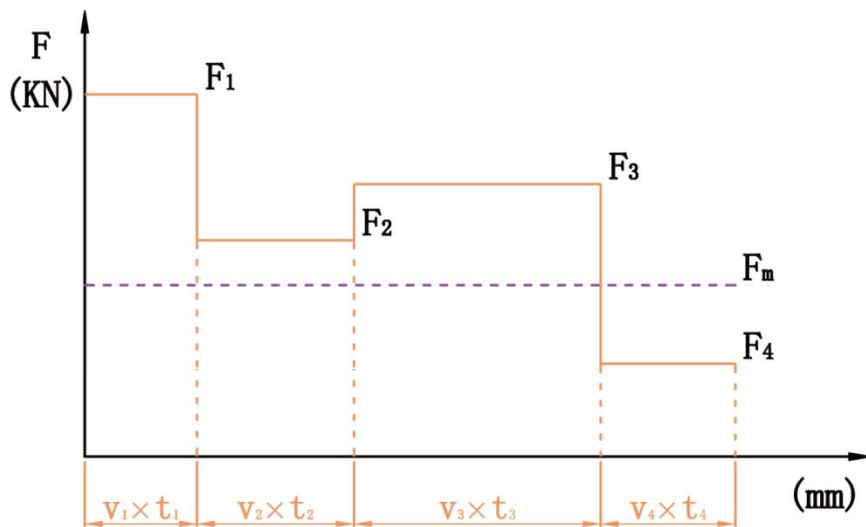 F
(KN)
F₁
F₂
F₃
Fₘ
F₄
(mm)
v₁×t₁
v₂×t₂
v₃×t₃
v₄×t₄